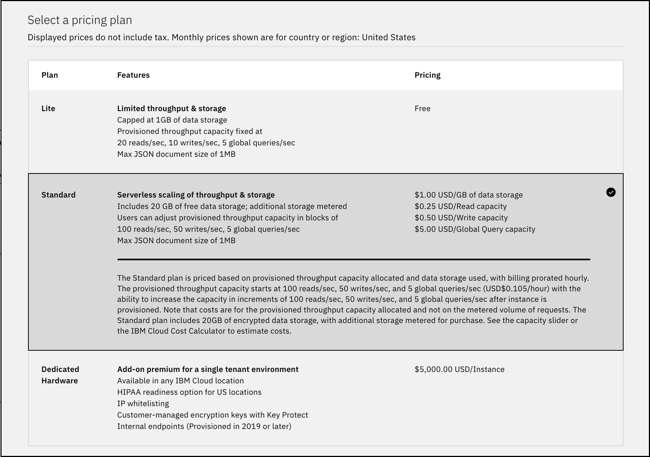 Select a pricing plan
Displayed prices do not include tax. Monthly prices shown are for country or region: United States
Plan Features Pricing
Lite Limited throughput & storage Free
Capped at 1GB of data storage
Provisioned throughput capacity fixed at
20 reads/sec, 10 writes/sec, 5 global queries/sec
Max JSON document size of 1MB
Standard Serverless scaling of throughput & storage $1.00 USD/GB of data storage
Includes 20 GB of free data storage; additional storage metered $0.25 USD/Read capacity
Users can adjust provisioned throughput capacity in blocks of $0.50 USD/Write capacity
100 reads/sec, 50 writes/sec, 5 global queries/sec $5.00 USD/Global Query capacity
Max JSON document size of 1MB
The Standard plan is priced based on provisioned throughput capacity allocated and data storage used, with billing prorated hourly.
The provisioned throughput capacity starts at 100 reads/sec, 50 writes/sec, and 5 global queries/sec (USD$0.105/hour) with the
ability to increase the capacity in increments of 100 reads/sec, 50 writes/sec, and 5 global queries/sec after instance is
provisioned. Note that costs are for the provisioned throughput capacity allocated and not on the metered volume of requests. The
Standard plan includes 20GB of encrypted data storage, with additional storage metered for purchase. See the capacity slider or
the IBM Cloud Cost Calculator to estimate costs.
Dedicated Add-on premium for a single tenant environment $5,000.00 USD/Instance
Hardware Available in any IBM Cloud location
HIPAA readiness option for US locations
IP whitelisting
Customer-managed encryption keys with Key Protect
Internal endpoints (Provisioned in 2019 or later)